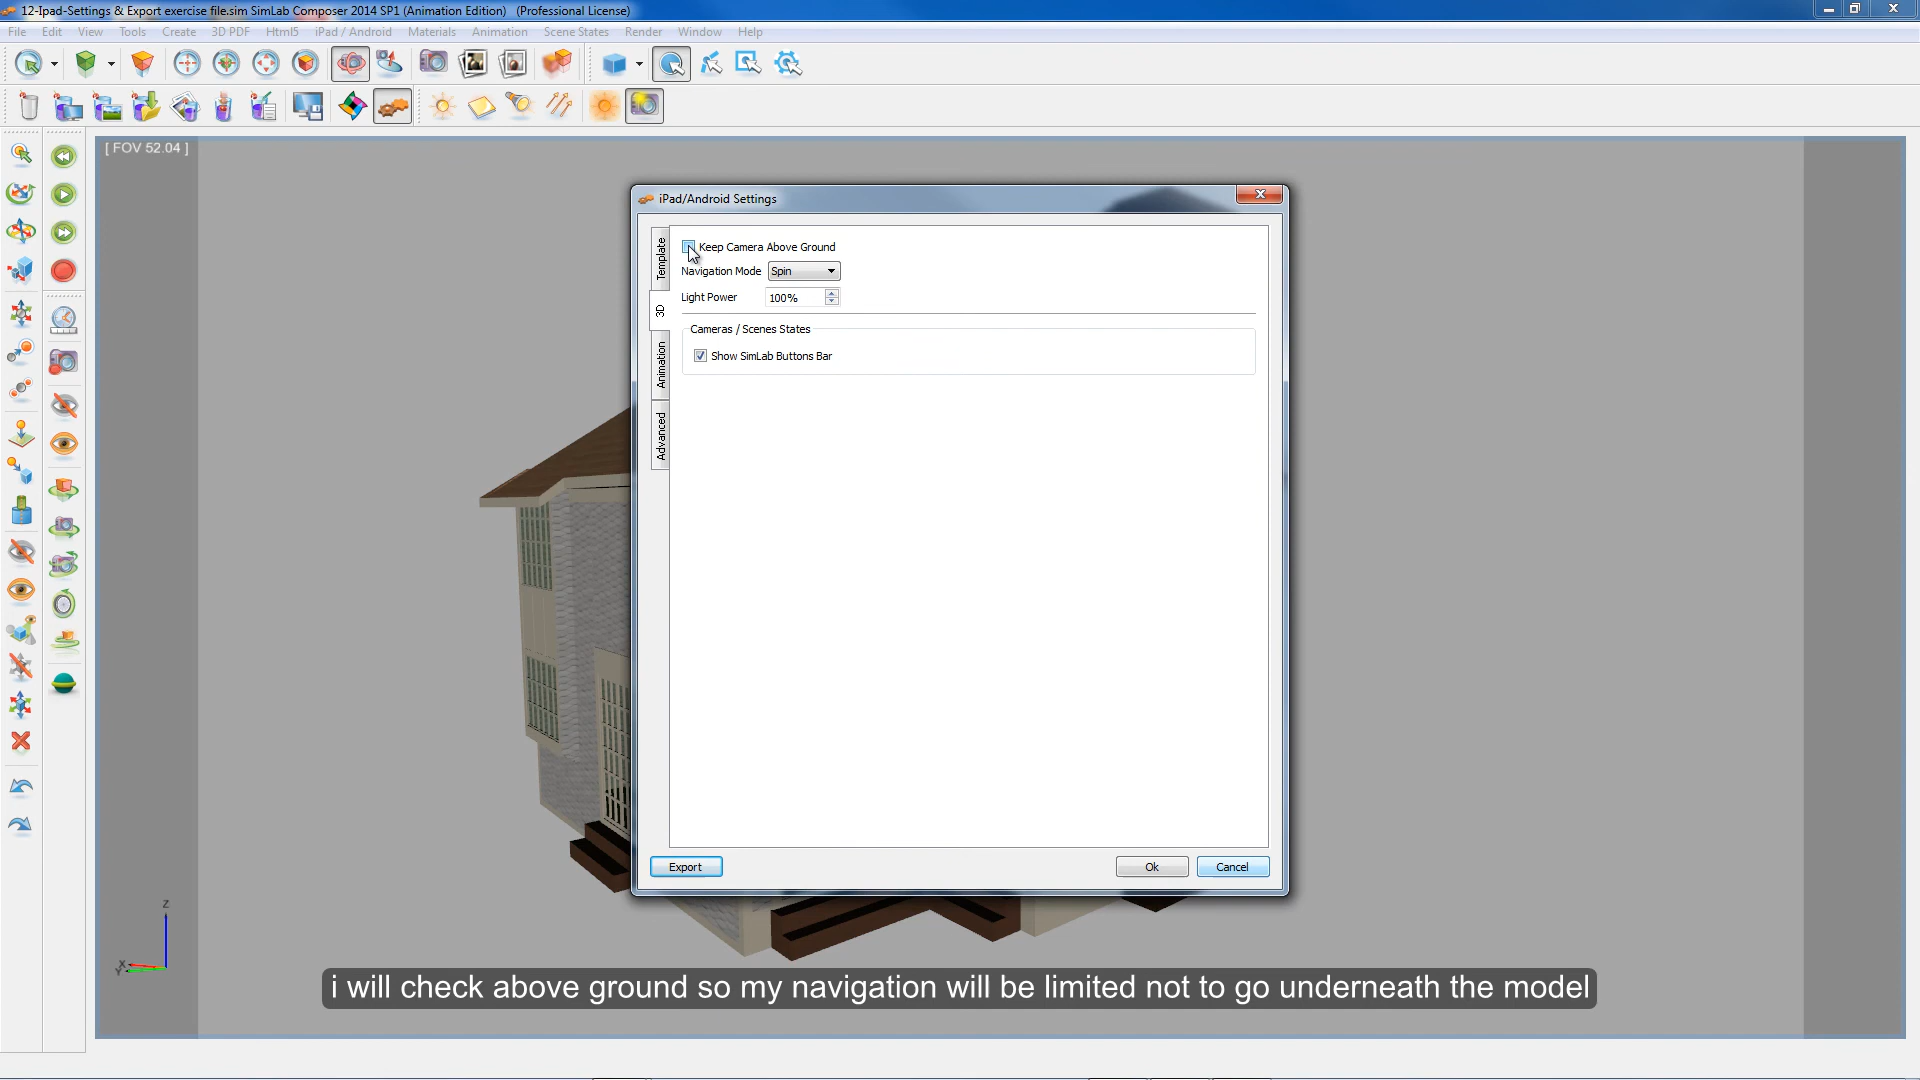 12-Ipad-Settings & Export exercise file.sim SimLab Composer 2014 SP1 (Animation Edition)   (Professional License)
File Edit View Tools Create 3D PDF Html5 iPad / Android Materials Animation Scene States Render Window Help
[ FOV 52.04 ]
iPad/Android Settings
Template
3D
Animation
Advanced
Keep Camera Above Ground
Navigation Mode Spin
Light Power 100%
Cameras / Scenes States
Show SimLab Buttons Bar
Export Ok Cancel
Z
X
Y
i will check above ground so my navigation will be limited not to go underneath the model